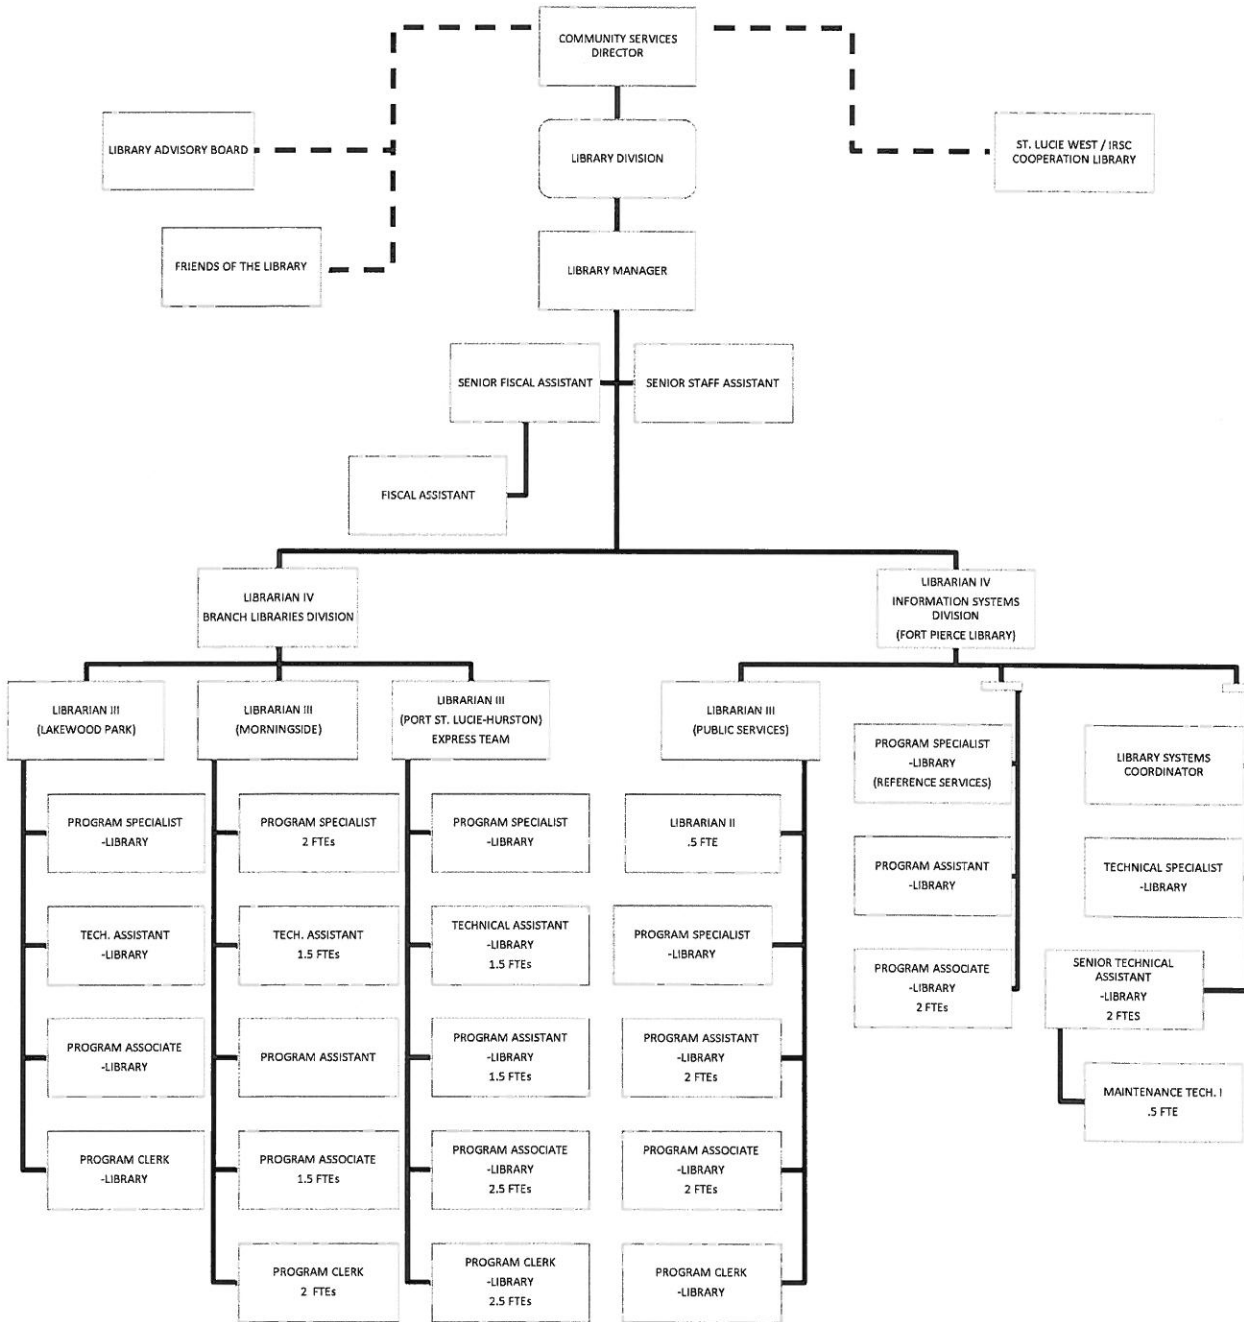 COMMUNITY SERVICES
DIRECTOR
LIBRARY ADVISORY BOARD
LIBRARY DIVISION
ST. LUCIE WEST / IRSC
COOPERATION LIBRARY
FRIENDS OF THE LIBRARY
LIBRARY MANAGER
SENIOR FISCAL ASSISTANT
SENIOR STAFF ASSISTANT
FISCAL ASSISTANT
LIBRARIAN IV
BRANCH LIBRARIES DIVISION
LIBRARIAN IV
INFORMATION SYSTEMS
DIVISION
(FORT PIERCE LIBRARY)
LIBRARIAN III
(LAKEWOOD PARK)
LIBRARIAN III
(MORNINGSIDE)
LIBRARIAN III
(PORT ST. LUCIE-HURSTON)
EXPRESS TEAM
LIBRARIAN III
(PUBLIC SERVICES)
PROGRAM SPECIALIST
-LIBRARY
(REFERENCE SERVICES)
LIBRARY SYSTEMS
COORDINATOR
PROGRAM SPECIALIST
-LIBRARY
PROGRAM SPECIALIST
2 FTEs
PROGRAM SPECIALIST
-LIBRARY
LIBRARIAN II
.5 FTE
PROGRAM ASSISTANT
-LIBRARY
TECHNICAL SPECIALIST
-LIBRARY
TECH. ASSISTANT
-LIBRARY
TECH. ASSISTANT
1.5 FTEs
TECHNICAL ASSISTANT
-LIBRARY
1.5 FTEs
PROGRAM SPECIALIST
-LIBRARY
PROGRAM ASSOCIATE
-LIBRARY
2 FTEs
SENIOR TECHNICAL
ASSISTANT
-LIBRARY
2 FTES
PROGRAM ASSOCIATE
-LIBRARY
PROGRAM ASSISTANT
PROGRAM ASSISTANT
-LIBRARY
1.5 FTEs
PROGRAM ASSISTANT
-LIBRARY
2 FTEs
MAINTENANCE TECH. I
.5 FTE
PROGRAM CLERK
-LIBRARY
PROGRAM ASSOCIATE
1.5 FTEs
PROGRAM ASSOCIATE
-LIBRARY
2.5 FTEs
PROGRAM ASSOCIATE
-LIBRARY
2 FTEs
PROGRAM CLERK
2 FTEs
PROGRAM CLERK
-LIBRARY
2.5 FTEs
PROGRAM CLERK
-LIBRARY